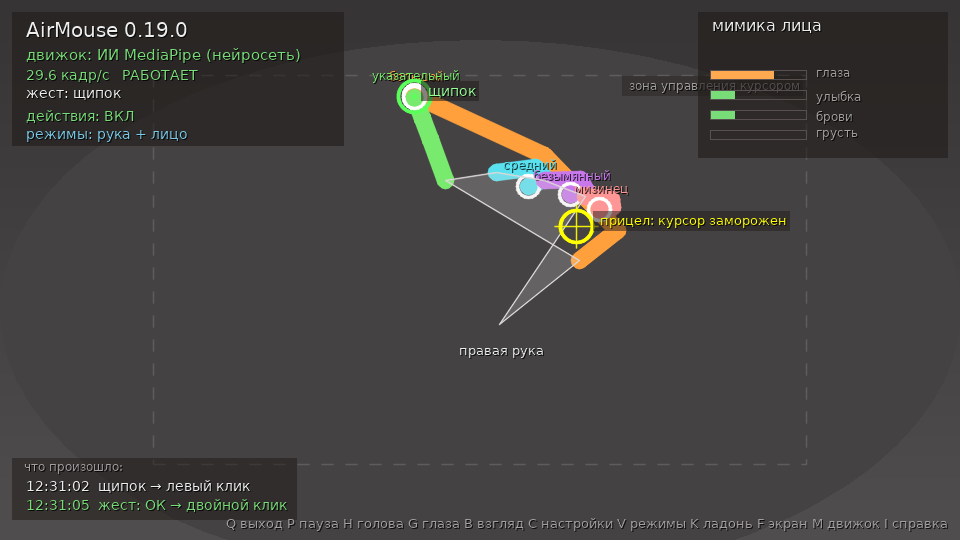 AirMouse 0.19.0
движок: ИИ MediaPipe (нейросеть)
29.6 кадр/с   РАБОТАЕТ
жест: щипок
действия: ВКЛ
режимы: рука + лицо
мимика лица
глаза
улыбка
брови
грусть
зона управления курсором
указательный
щипок
средний
безымянный
мизинец
прицел: курсор заморожен
правая рука
что произошло:
12:31:02  щипок → левый клик
12:31:05  жест: ОК → двойной клик
Q выход P пауза H голова G глаза B взгляд C настройки V режимы K ладонь F экран M движок I справка